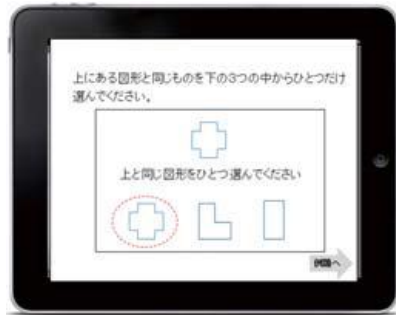 上にある図形と同じものを下の3つの中からひとつだけ
選んでください。
上と同じ図形をひとつ選んでください